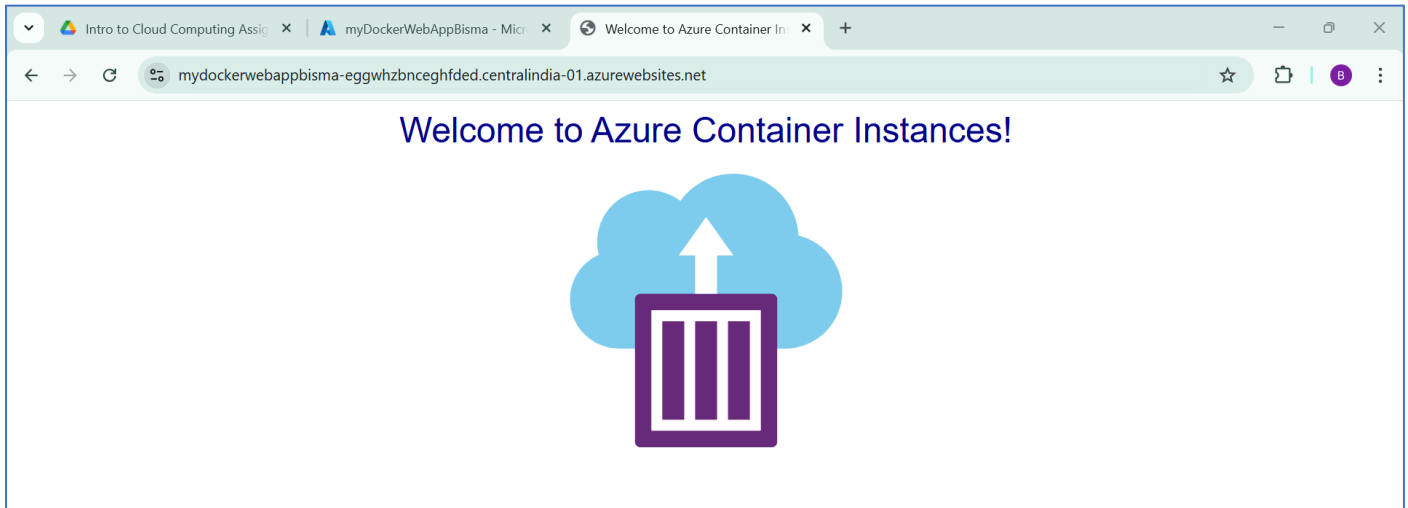 Intro to Cloud Computing Assig
myDockerWebAppBisma - Micr
Welcome to Azure Container In
mydockerwebappbisma-eggwhzbnceghfded.centralindia-01.azurewebsites.net
B
Welcome to Azure Container Instances!